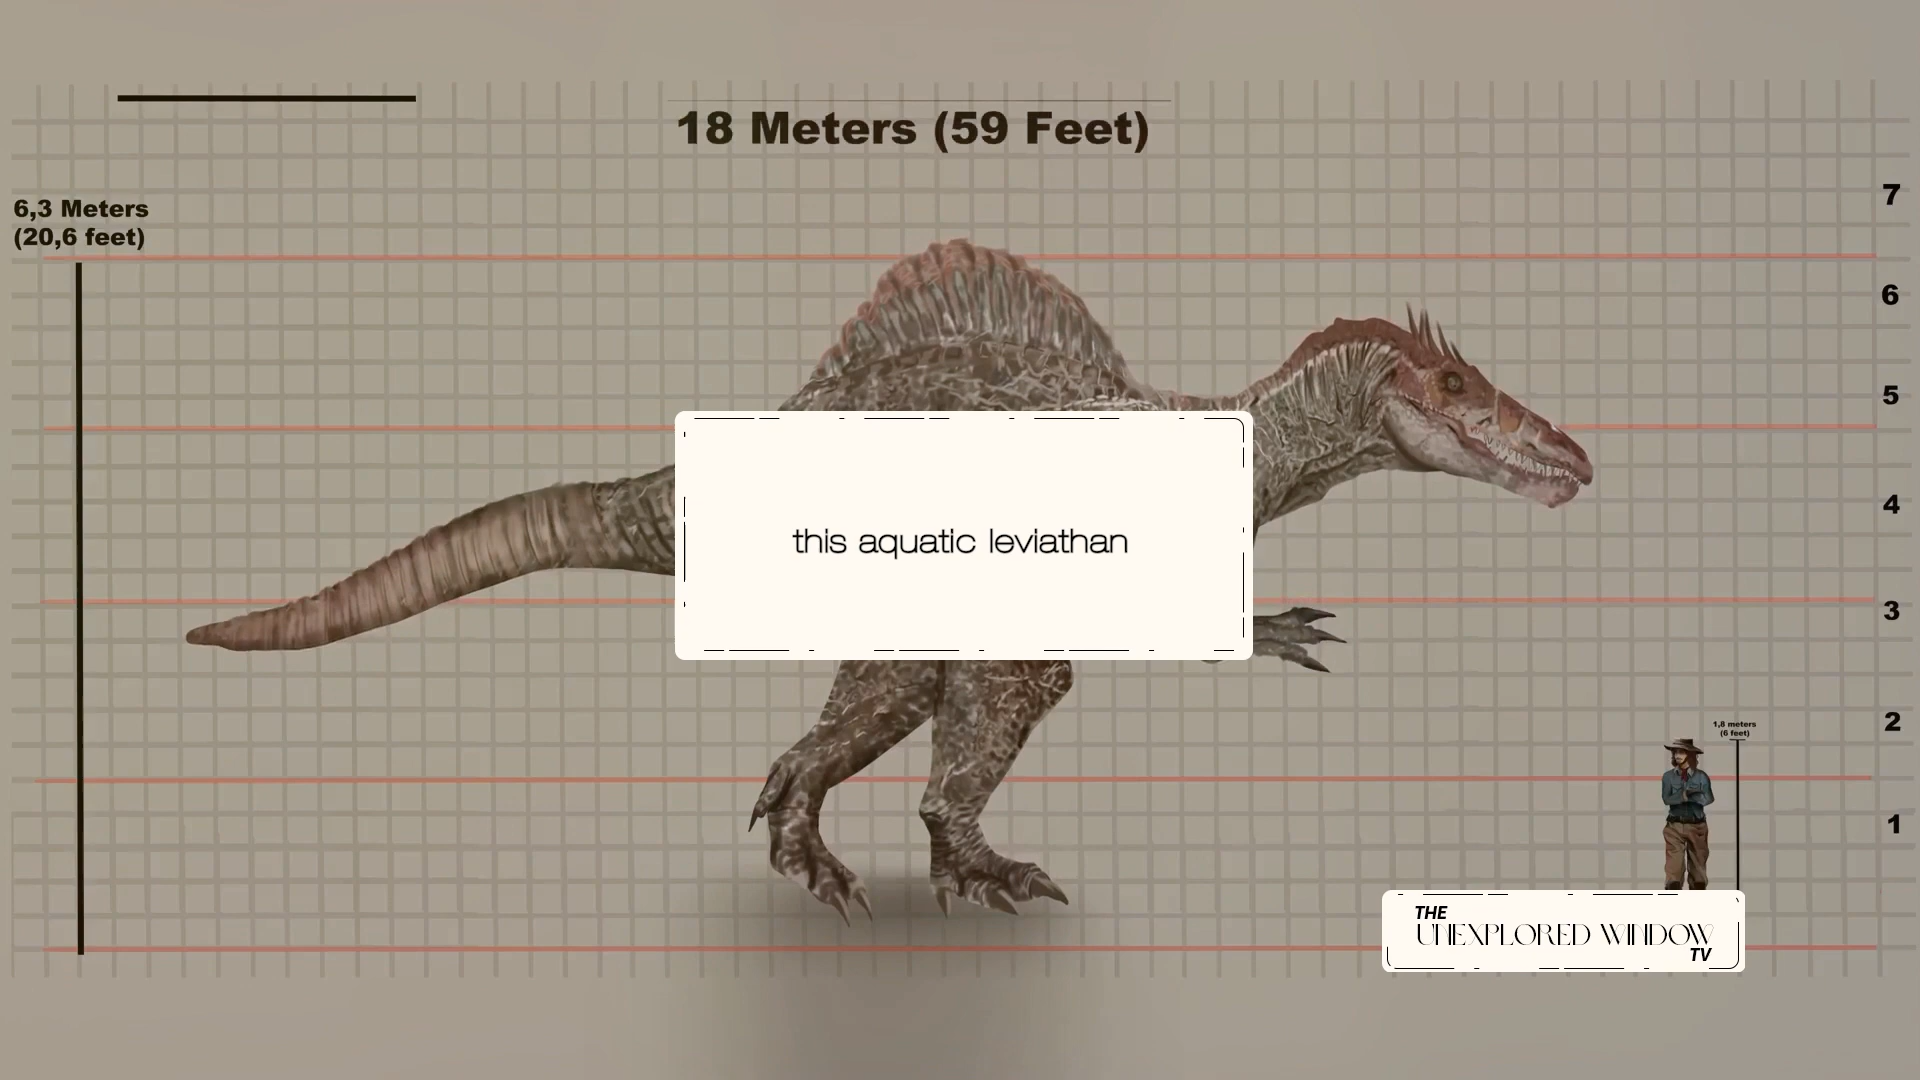 18 Meters (59 Feet)
6,3 Meters
(20,6 feet)
7
6
5
4
3
2
1
this aquatic leviathan
1,8 meters
(6 feet)
THE
UNEXPLORED WINDOW
TV